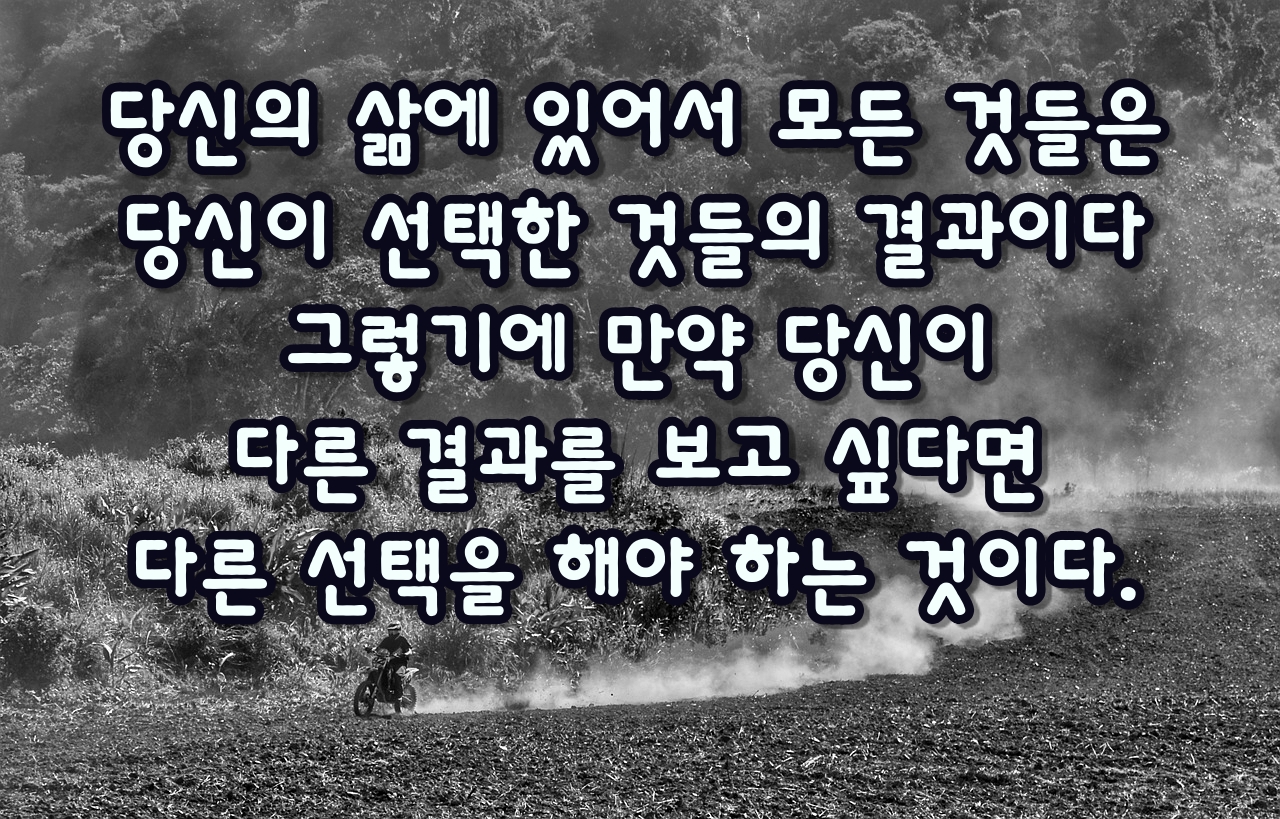 당신의 삶에 있어서 모든 것들은
당신이 선택한 것들의 결과이다
그렇기에 만약 당신이
다른 결과를 보고 싶다면
다른 선택을 해야 하는 것이다.